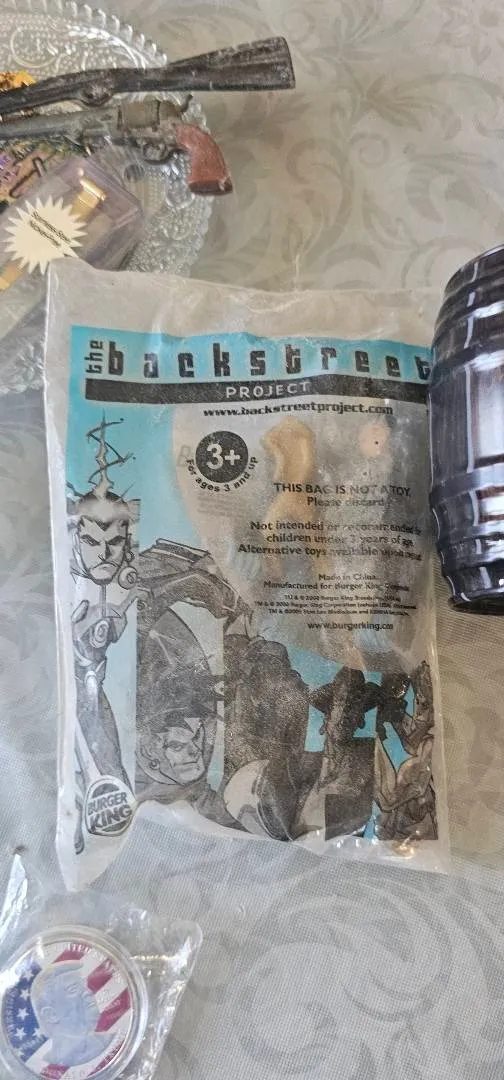 the backstreet
PROJECT
www.backstreetproject.com
3+
For ages 3 and up
THIS BAG IS NOT A TOY.
Please discard
Not intended or recommended
children under 3 years of age.
Alternative toys available upon
Made in China.
Manufactured for Burger King
www.burgerking.com
BURGER
KING